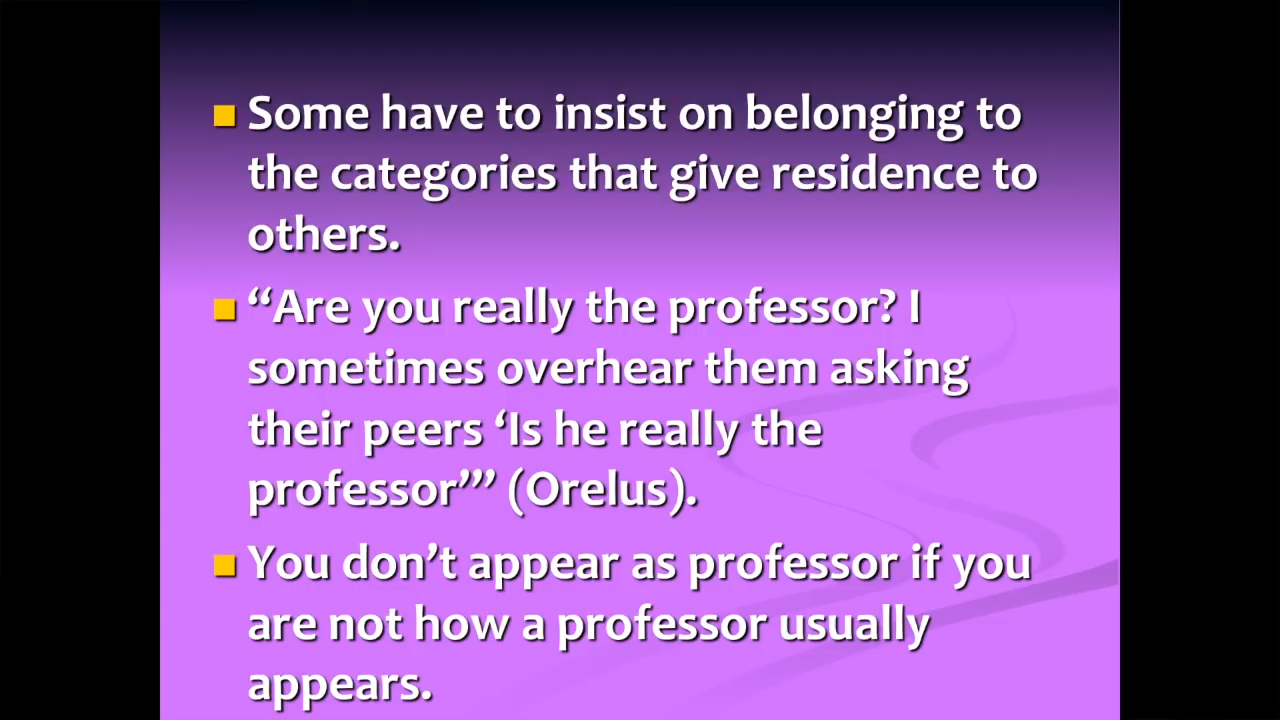 Some have to insist on belonging to
the categories that give residence to
others.
“Are you really the professor? I
sometimes overhear them asking
their peers ‘Is he really the
professor’” (Orelus).
You don’t appear as professor if you
are not how a professor usually
appears.